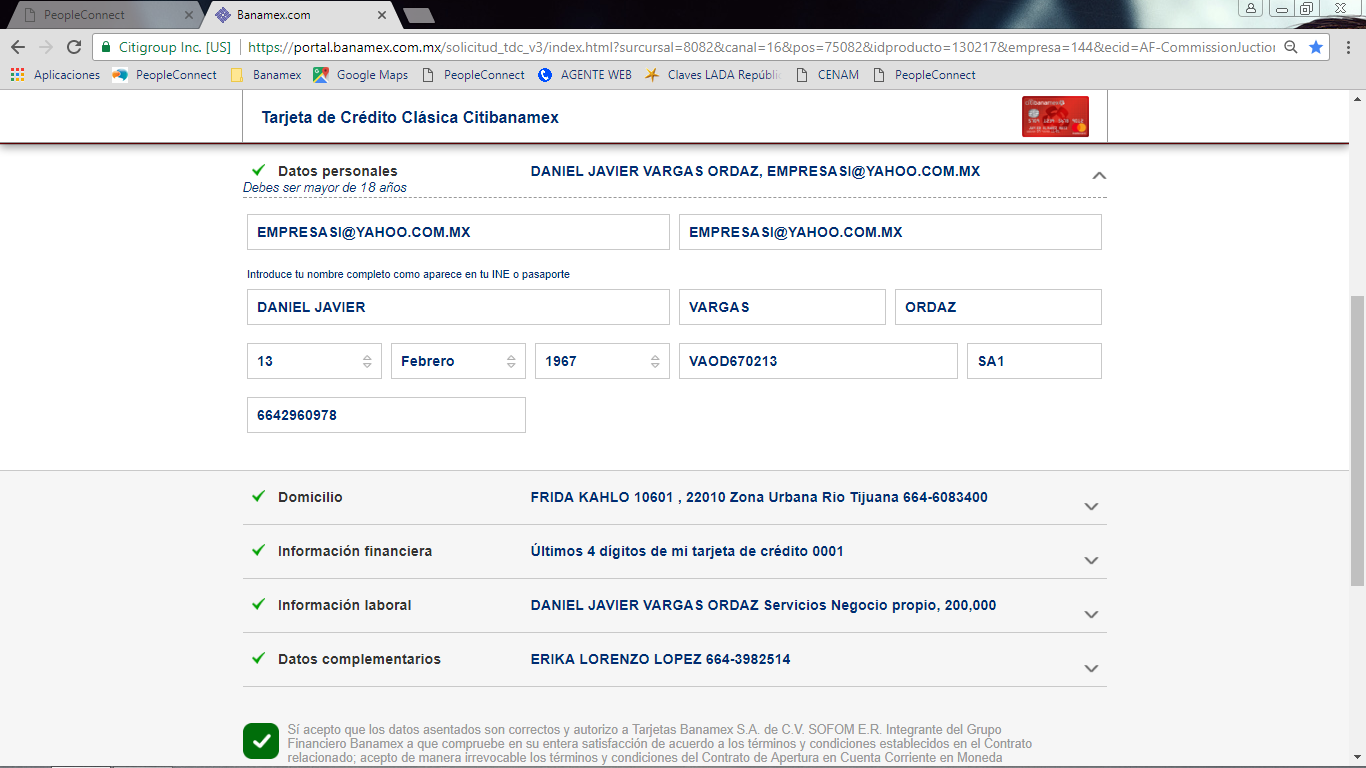 PeopleConnect Banamex.com
Citigroup Inc. [US] https://portal.banamex.com.mx/solicitud_tdc_v3/index.html?surcursal=8082&canal=16&pos=75082&idproducto=130217&empresa=144&ecid=AF-CommissionJuctior
Aplicaciones PeopleConnect Banamex Google Maps PeopleConnect AGENTE WEB Claves LADA Repúblic CENAM PeopleConnect
Tarjeta de Crédito Clásica Citibanamex
citibanamex
Datos personales DANIEL JAVIER VARGAS ORDAZ, EMPRESASI@YAHOO.COM.MX
Debes ser mayor de 18 años
EMPRESASI@YAHOO.COM.MX EMPRESASI@YAHOO.COM.MX
Introduce tu nombre completo como aparece en tu INE o pasaporte
DANIEL JAVIER VARGAS ORDAZ
13 Febrero 1967 VAOD670213 SA1
6642960978
Domicilio FRIDA KAHLO 10601 , 22010 Zona Urbana Rio Tijuana 664-6083400
Información financiera Últimos 4 dígitos de mi tarjeta de crédito 0001
Información laboral DANIEL JAVIER VARGAS ORDAZ Servicios Negocio propio, 200,000
Datos complementarios ERIKA LORENZO LOPEZ 664-3982514
Sí acepto que los datos asentados son correctos y autorizo a Tarjetas Banamex S.A. de C.V. SOFOM E.R. Integrante del Grupo
Financiero Banamex a que compruebe en su entera satisfacción de acuerdo a los términos y condiciones establecidos en el Contrato
relacionado; acepto de manera irrevocable los términos y condiciones del Contrato de Apertura en Cuenta Corriente en Moneda